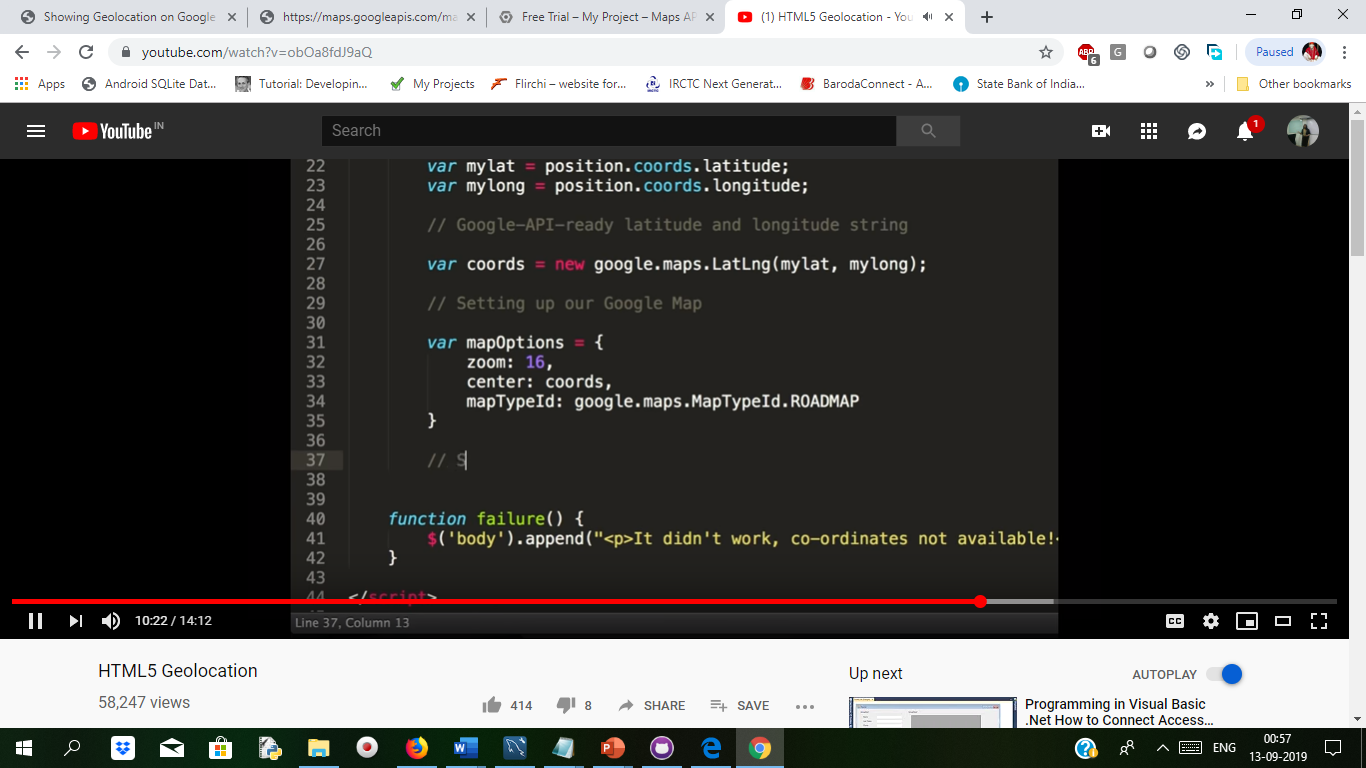 Showing Geolocation on Google
https://maps.googleapis.com/ma
Free Trial – My Project – Maps AP
(1) HTML5 Geolocation - You
youtube.com/watch?v=obOa8fdJ9aQ
ABP
6
G
Paused
Apps
Android SQLite Dat...
Tutorial: Developin...
My Projects
Flirchi – website for...
IRCTC Next Generat...
BarodaConnect - A...
State Bank of India...
»
Other bookmarks
YouTube IN
Search
1
22 var mylat = position.coords.latitude;
23 var mylong = position.coords.longitude;
24
25 // Google-API-ready latitude and longitude string
26
27 var coords = new google.maps.LatLng(mylat, mylong);
28
29 // Setting up our Google Map
30
31 var mapOptions = {
32 zoom: 16,
33 center: coords,
34 mapTypeId: google.maps.MapTypeId.ROADMAP
35 }
36
37 // S
38
39
40 function failure() {
41 $('body').append("<p>It didn't work, co-ordinates not available!<
42 }
43
44 </script>
10:22 / 14:12
CC
Line 37, Column 13
HTML5 Geolocation
58,247 views
414
8
SHARE
SAVE
Up next
AUTOPLAY
Programming in Visual Basic
.Net How to Connect Access...
ENG
00:57
13-09-2019